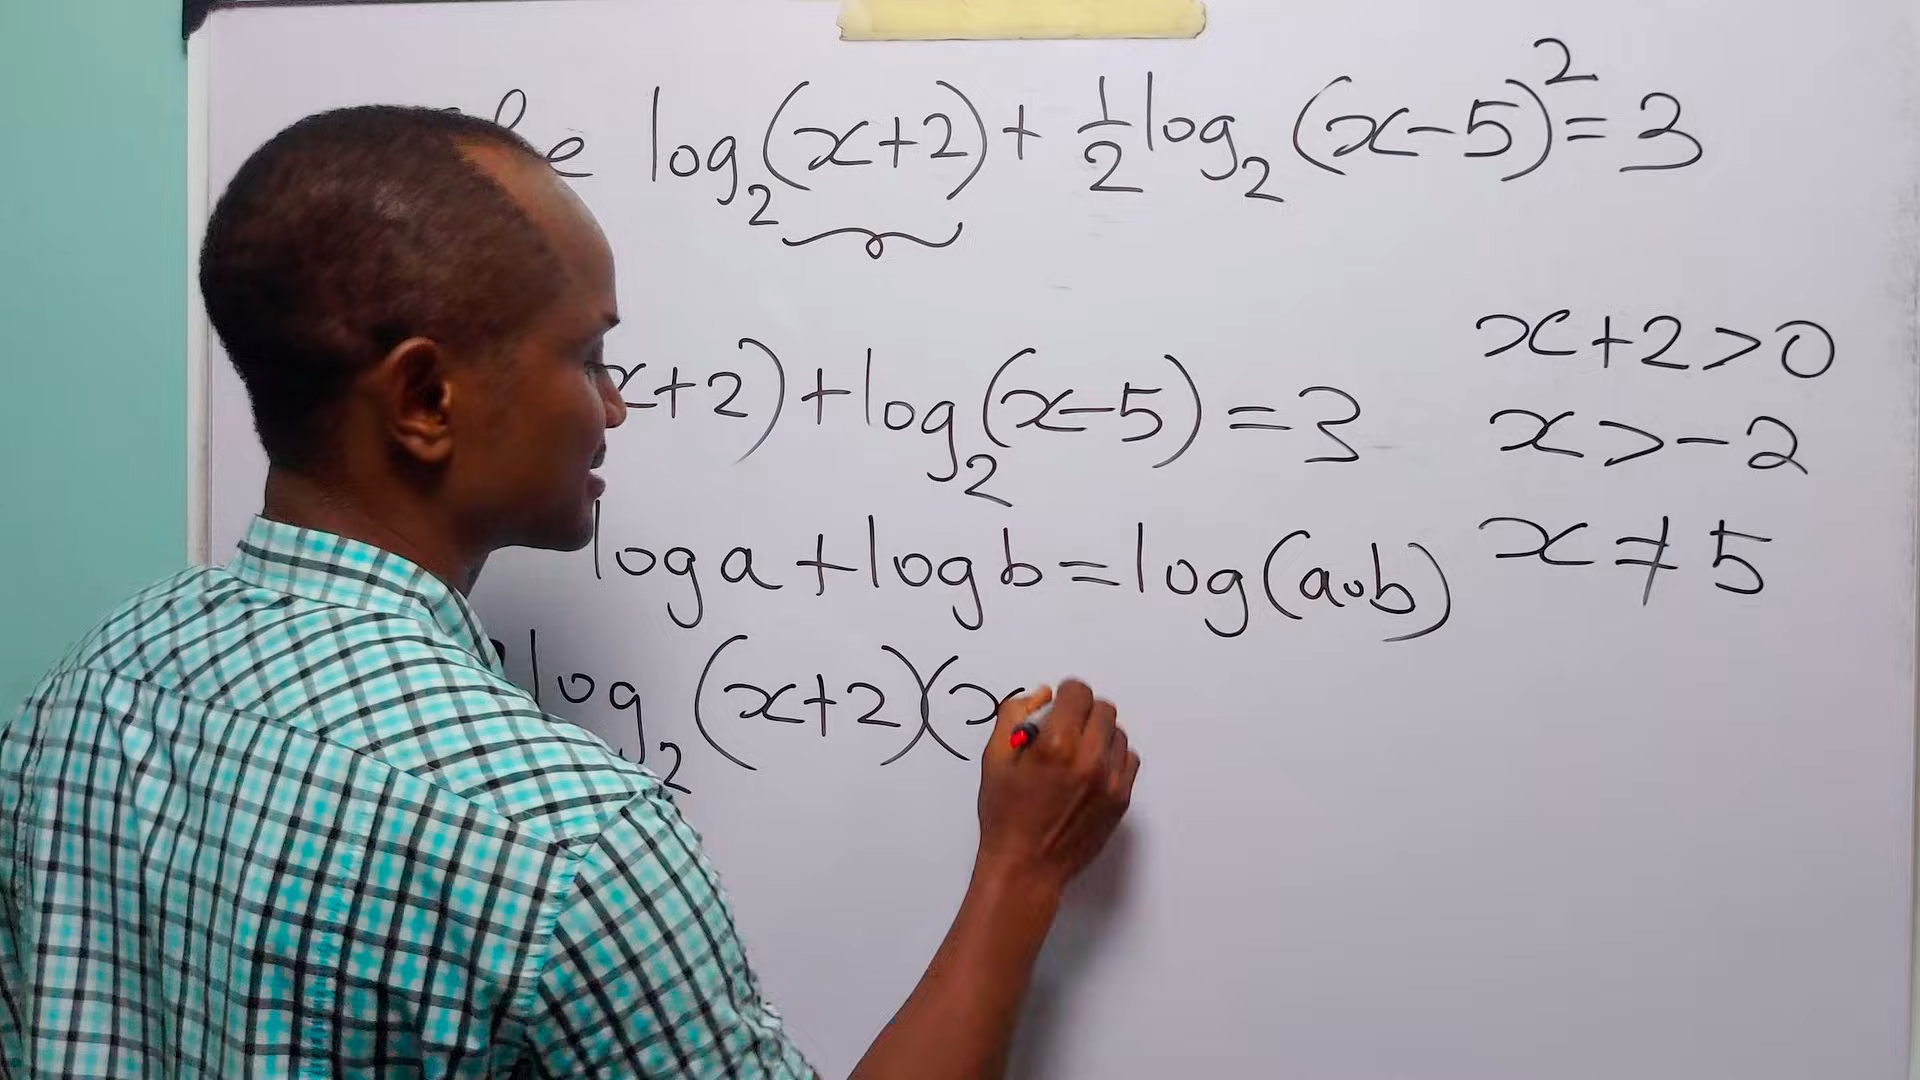 log₂(x+2)+½log₂(x-5)²=3
x+2)+log₂(x-5)=3
x+2>0
x>-2
x≠5
log a+log b=log(a•b)
log₂(x+2)(x